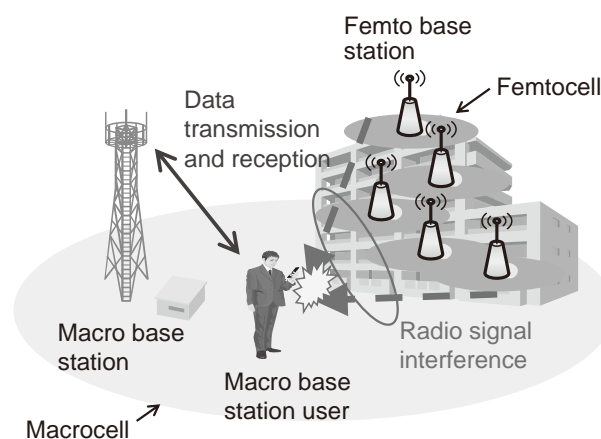 Femto base
station
Femtocell
Data
transmission
and reception
Radio signal
interference
Macro base
station
Macro base
station user
Macrocell